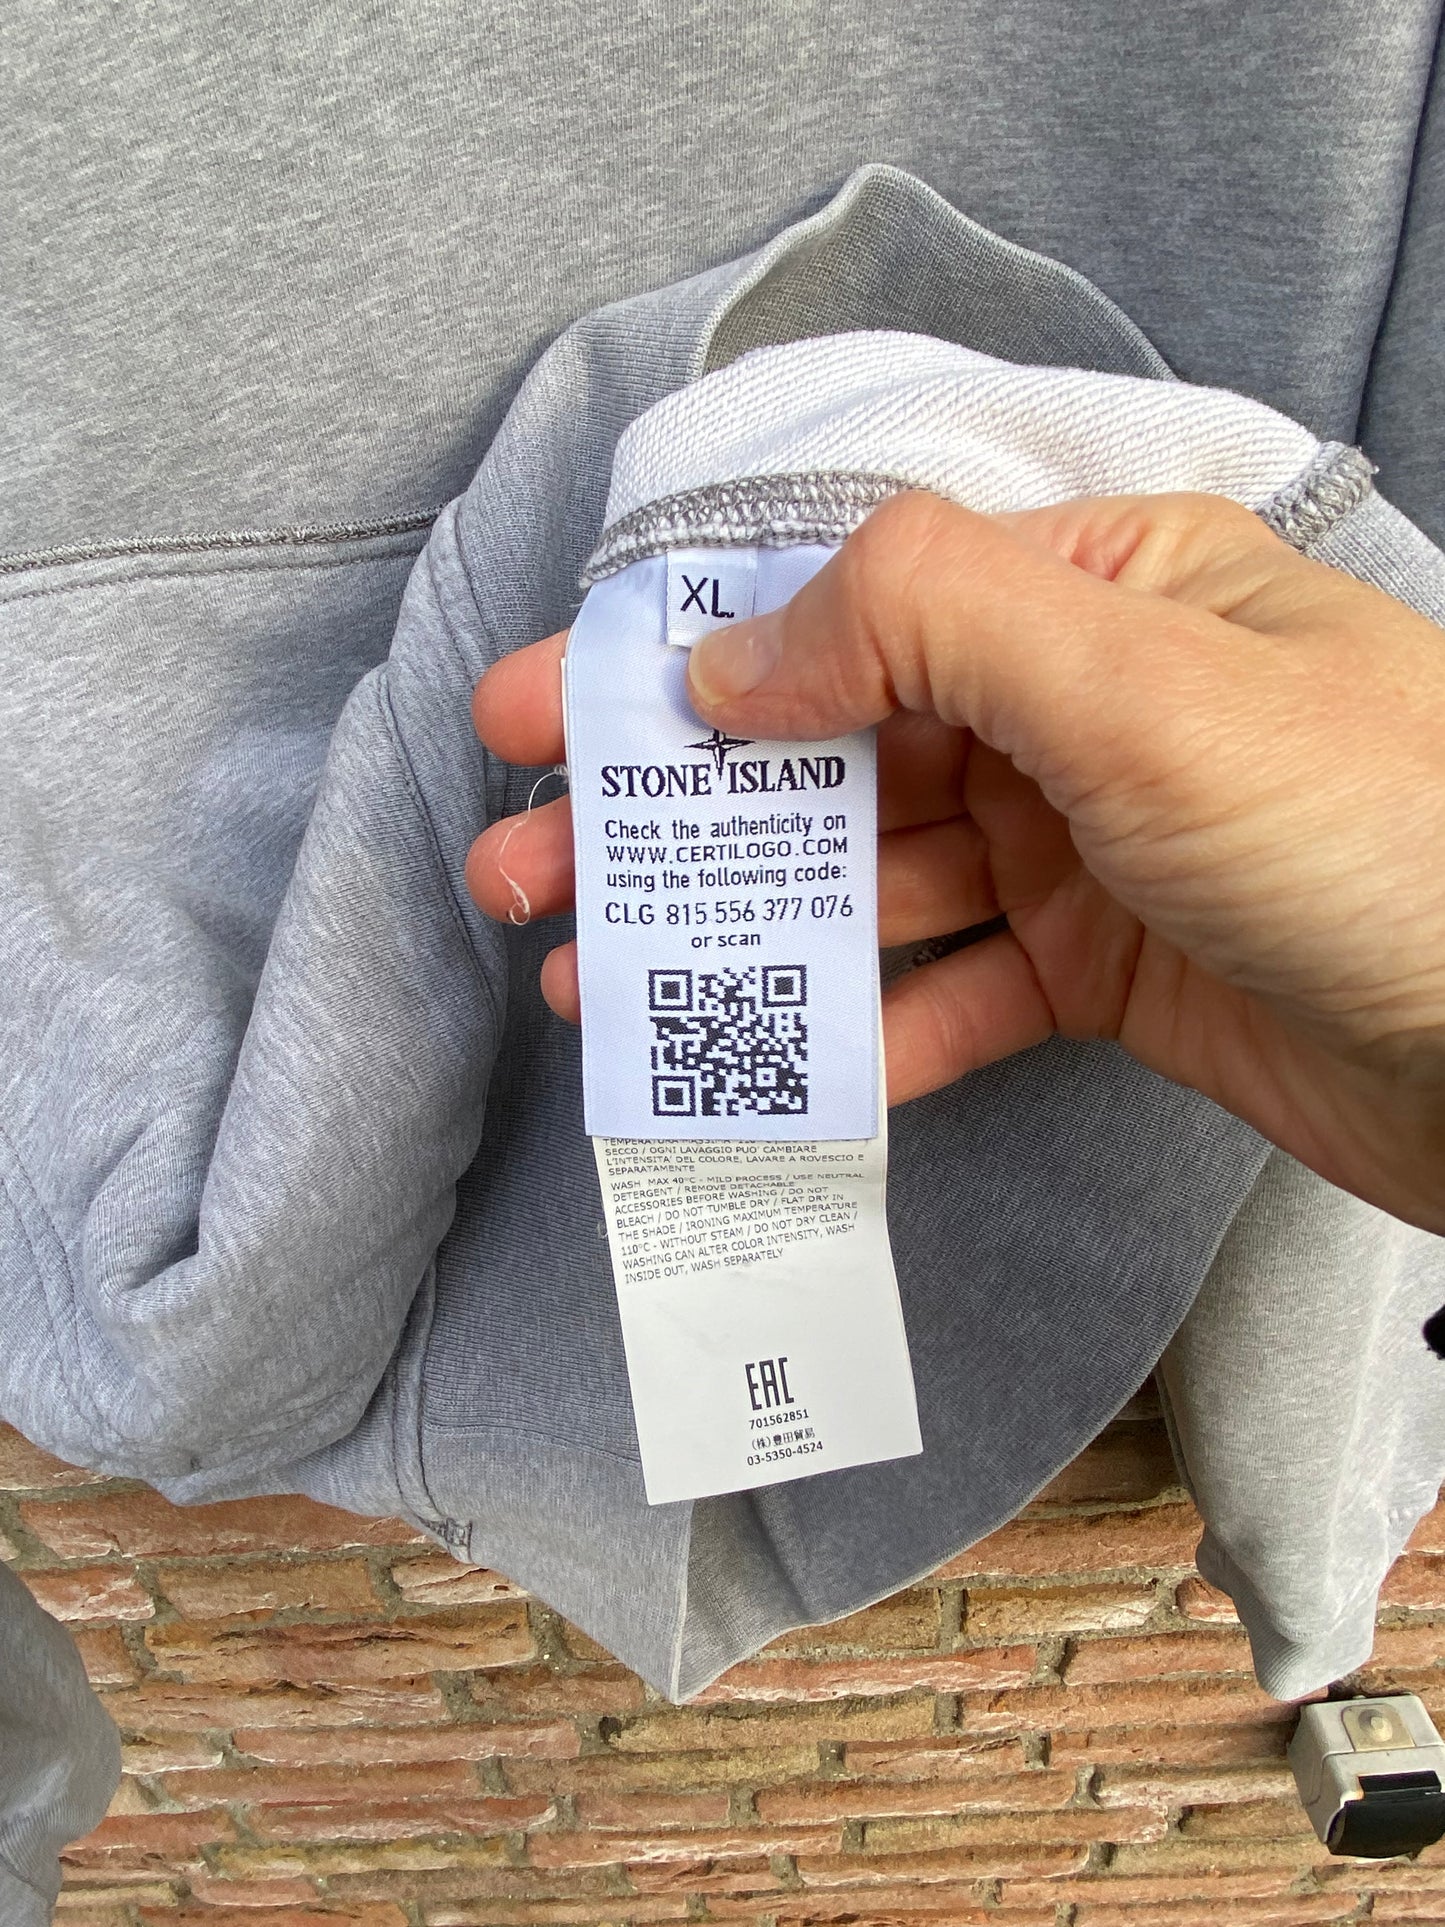 XL
STONE ISLAND
Check the authenticity on
WWW.CERTILOGO.COM
using the following code:
CLG 815 556 377 076
or scan
TEMPERATURA MASSIMA 110°C
SECCO / OGNI LAVAGGIO PUO' CAMBIARE
L'INTENSITA' DEL COLORE, LAVARE A ROVESCIO E
SEPARATAMENTE
WASH MAX 40°C - MILD PROCESS / USE NEUTRAL
DETERGENT / REMOVE DETACHABLE
ACCESSORIES BEFORE WASHING / DO NOT
BLEACH / DO NOT TUMBLE DRY / FLAT DRY IN
THE SHADE / IRONING MAXIMUM TEMPERATURE
110°C - WITHOUT STEAM / DO NOT DRY CLEAN /
WASHING CAN ALTER COLOR INTENSITY, WASH
INSIDE OUT, WASH SEPARATELY
EAC
701562851
(株)豊田貿易
03-5350-4524